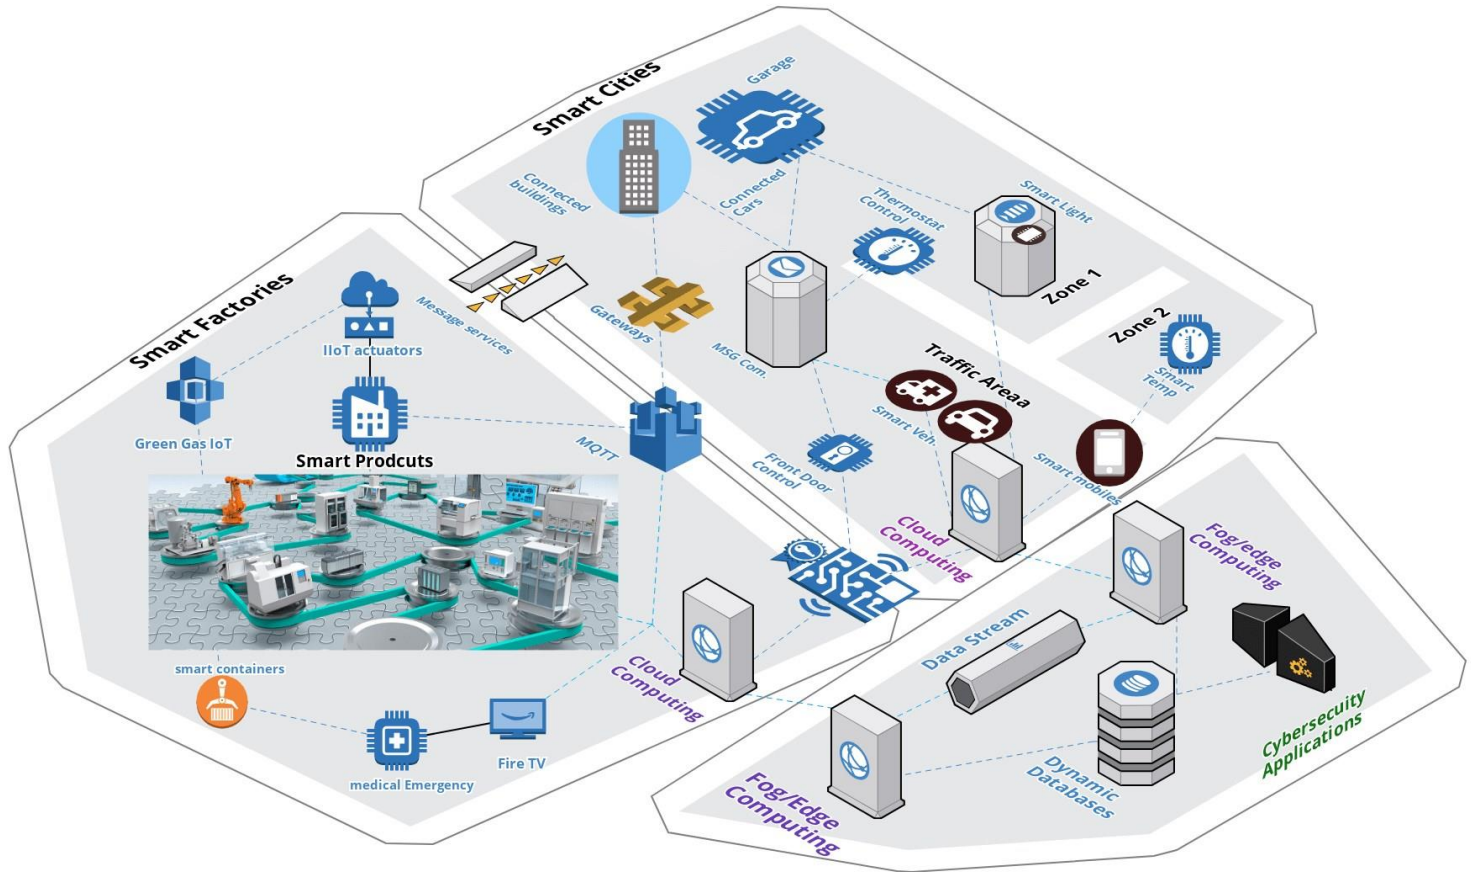 Smart Cities
Garage
Connected
buildings
Connected
Cars
Thermostat
Control
Smart Light
Zone 1
Zone 2
Smart
Temp
Gateways
MSG Com.
Traffic Areaa
Smart Veh.
Smart mobiles
Front Door
Control
Cloud
Computing
Smart Factories
Message services
IIoT actuators
Green Gas IoT
Smart Prodcuts
MQTT
smart containers
medical Emergency
Fire TV
Cloud
Computing
Fog/edge
Computing
Data Stream
Dynamic
Databases
Cybersecuity
Applications
Fog/Edge
Computing